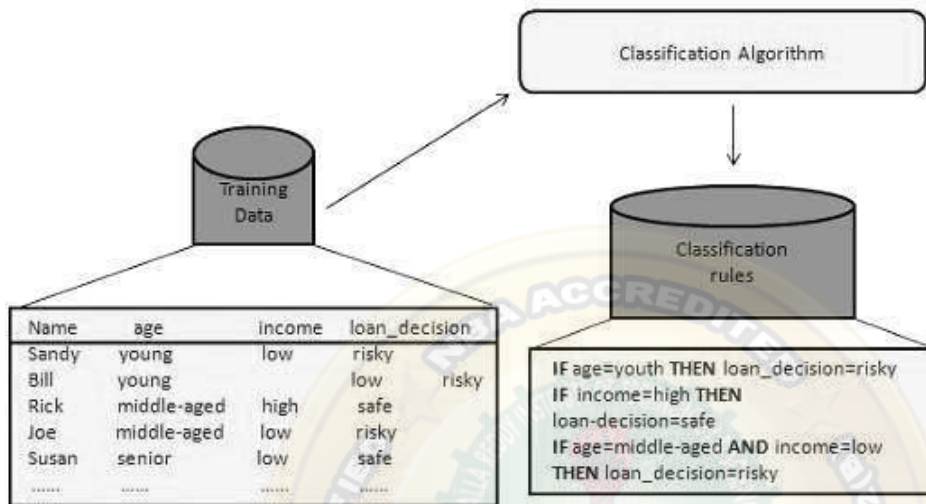 Classification Algorithm
Training
Data
Classification
rules
Name age income loan_decision
Sandy young low risky
Bill young low risky
Rick middle-aged high safe
Joe middle-aged low risky
Susan senior low safe
...... ...... ...... ......
IF age=youth THEN loan_decision=risky
IF income=high THEN
loan-decision=safe
IF age=middle-aged AND income=low
THEN loan_decision=risky
NBA ACCREDITED